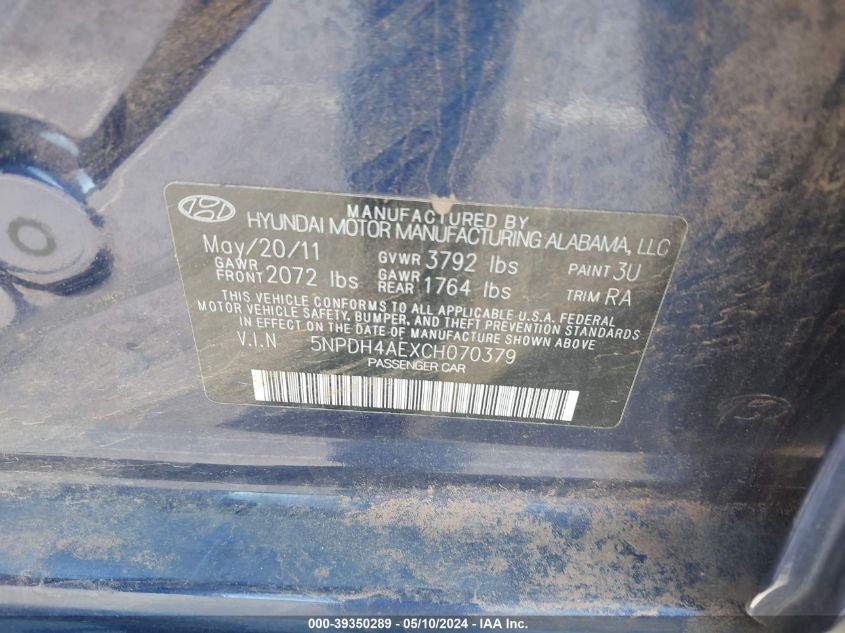 MANUFACTURED BY
HYUNDAI MOTOR MANUFACTURING ALABAMA, LLC
May/20/11 GVWR 3792 lbs PAINT 3U
GAWR FRONT 2072 lbs GAWR REAR 1764 lbs TRIM RA
THIS VEHICLE CONFORMS TO ALL APPLICABLE U.S.A. FEDERAL
MOTOR VEHICLE SAFETY, BUMPER, AND THEFT PREVENTION STANDARDS
IN EFFECT ON THE DATE OF MANUFACTURE SHOWN ABOVE.
V.I.N 5NPDH4AEXCH070379
PASSENGER CAR
000-39350289 - 05/10/2024 - IAA Inc.